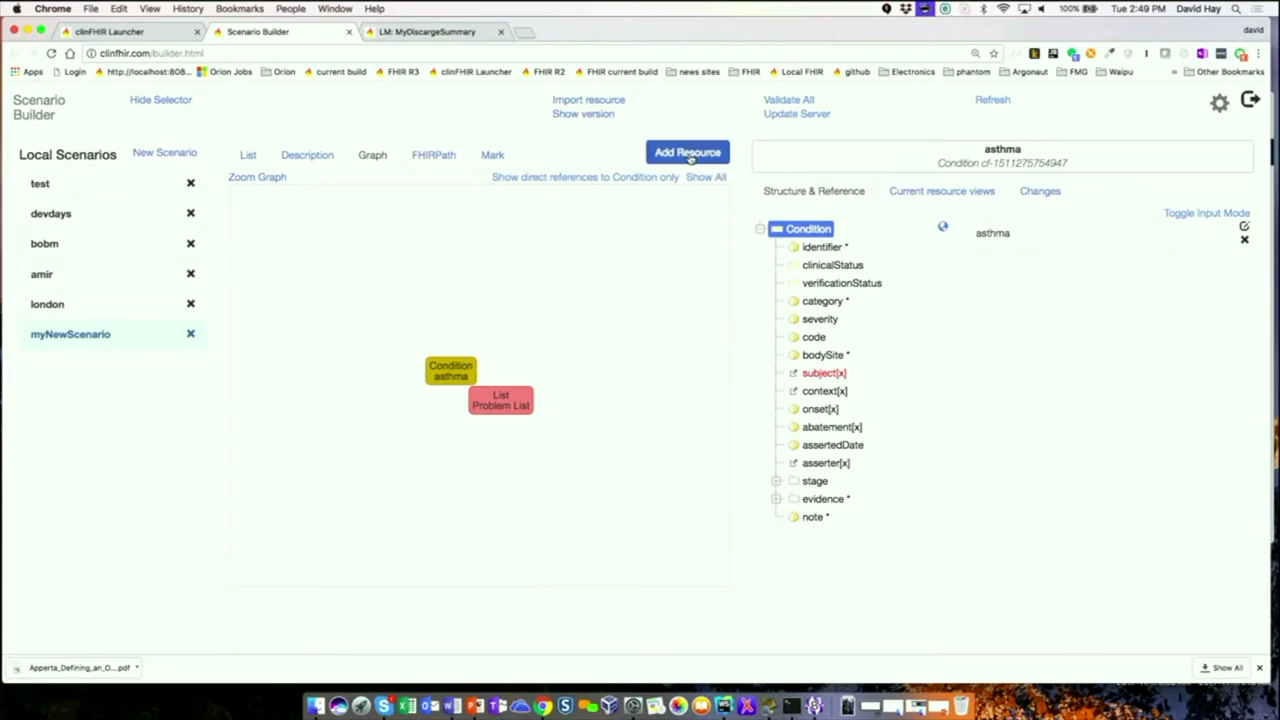 Chrome File Edit View History Bookmarks People Window Help 100% Tue 2:49 PM David Hay
clinFHIR Launcher Scenario Builder LM: MyDiscargeSummary david
clinfhir.com/builder.html
Apps Login http://localhost:808... Orion Jobs Orion current build FHIR R3 clinFHIR Launcher FHIR R2 FHIR current build news sites FHIR Local FHIR github Electronics phantom Argonaut FMG Waipu » Other Bookmarks
Scenario
Builder
Hide Selector
Import resource
Show version
Validate All
Update Server
Refresh
Local Scenarios New Scenario
test
devdays
bobm
amir
london
myNewScenario
List Description Graph FHIRPath Mark Add Resource
Zoom Graph Show direct references to Condition only Show All
Condition
asthma
List
Problem List
asthma
Condition cf-1511275754947
Structure & Reference Current resource views Changes
Toggle Input Mode
Condition
asthma
identifier *
clinicalStatus
verificationStatus
category *
severity
code
bodySite *
subject[x]
context[x]
onset[x]
abatement[x]
assertedDate
asserter[x]
stage
evidence *
note *
Apperta_Defining_an_O....pdf
Show All